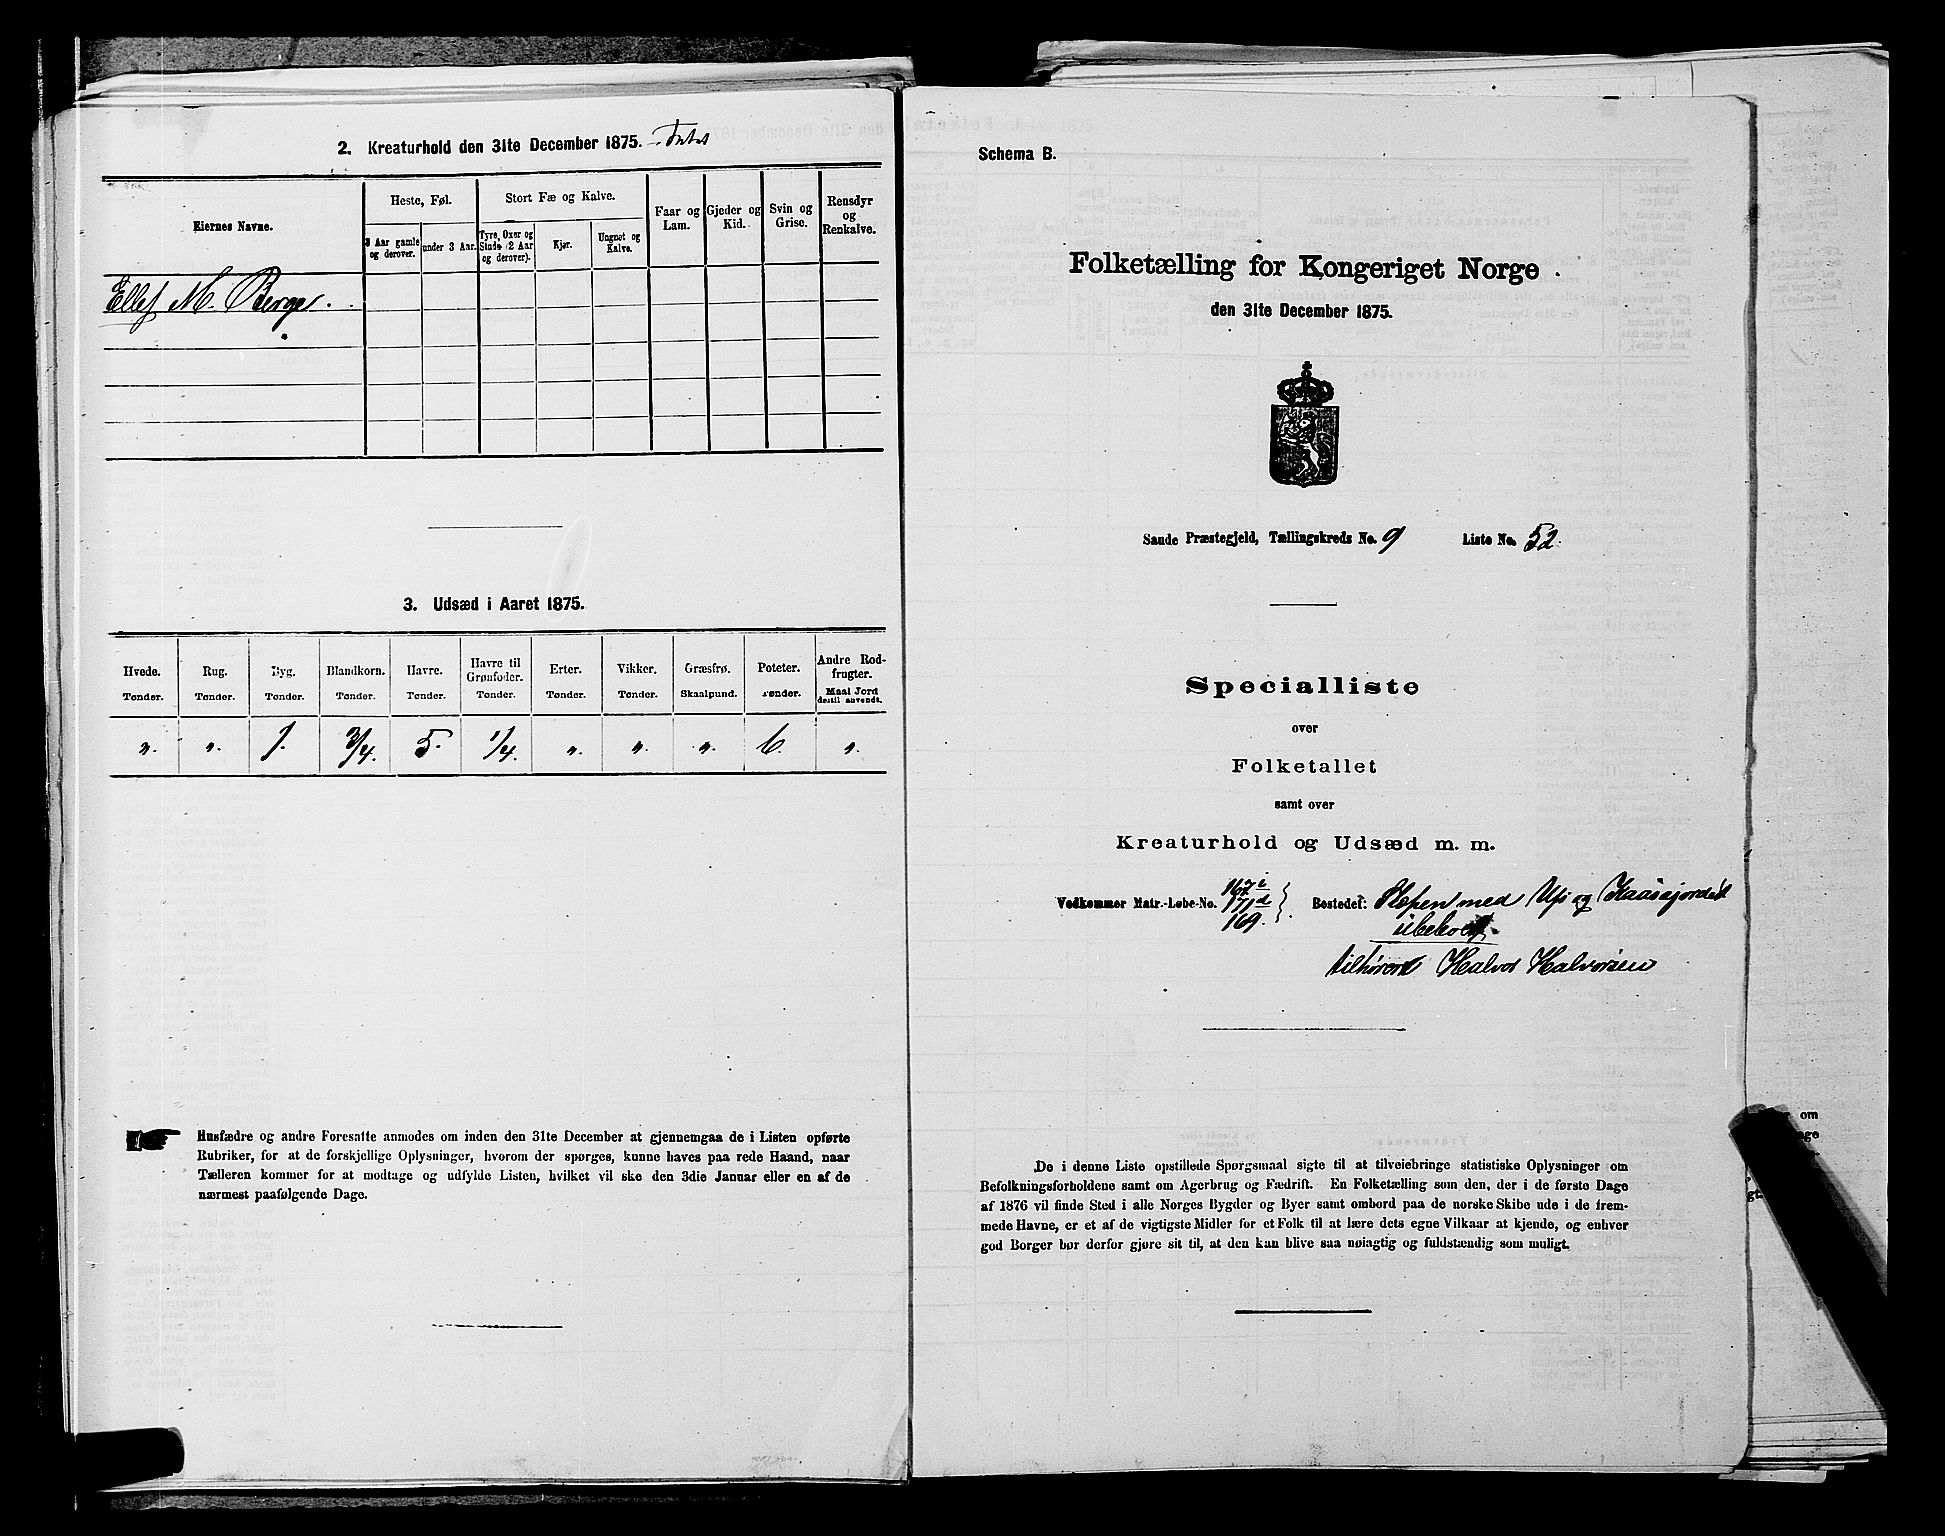 2. Kreaturhold den 31te December 1875.
Eiernes Navne.
Heste, Føl.
Stort Fæ og Kalve.
Faar og Lam.
Gjeder og Kid.
Svin og Grise.
Rensdyr og Renkalve.
3 Aar gamle og derover.
under 3 Aar.
Tyre, Oxer og Stude (2 Aar og derover).
Kjør.
Ungnøt og Kalve.
Ellef M. Berge.
3. Udsæd i Aaret 1875.
Hvede. Rug. Byg. Blandkorn. Havre. Havre til Grønfoder. Erter. Vikker. Græsfrø. Poteter. Andre Rodfrugter.
Tønder. Tønder. Tønder. Tønder. Tønder. Tønder. Tønder. Tønder. Skaalpund. Tønder. Maal Jord dertil anvendt.
". ". 1. 3/4. 5. 1/4. ". ". ". 6. ".
Husfædre og andre Foresatte anmodes om inden den 31te December at gjennemgaa de i Listen opførte
Rubriker, for at de forskjellige Oplysninger, hvorom der spørges, kunne haves paa rede Haand, naar
Tælleren kommer for at modtage og udfylde Listen, hvilket vil ske den 3die Januar eller en af de
nærmest paafølgende Dage.
Schema B.
Folketælling for Kongeriget Norge
den 31te December 1875.
Saude Præstegjeld, Tællingskreds No. 9 Liste No. 52.
Specialliste
over
Folketallet
samt over
Kreaturhold og Udsæd m. m.
Vedkommer Matr.-Løbe-No. 167i 171d 169. Bosted: med og
ubeboet
tilhører Halvor Halvorsen
De i denne Liste opstillede Spørgsmaal sigte til at tilveiebringe statistiske Oplysninger om
Befolkningsforholdene samt om Agerbrug og Fædrift. En Folketælling som den, der i de første Dage
af 1876 vil finde Sted i alle Norges Bygder og Byer samt ombord paa de norske Skibe ude i de frem-
mede Havne, er et af de vigtigste Midler for et Folk til at lære dets egne Vilkaar at kjende, og enhver
god Borger bør derfor gjøre sit til, at den kan blive saa nøiagtig og fuldstændig som muligt.
om